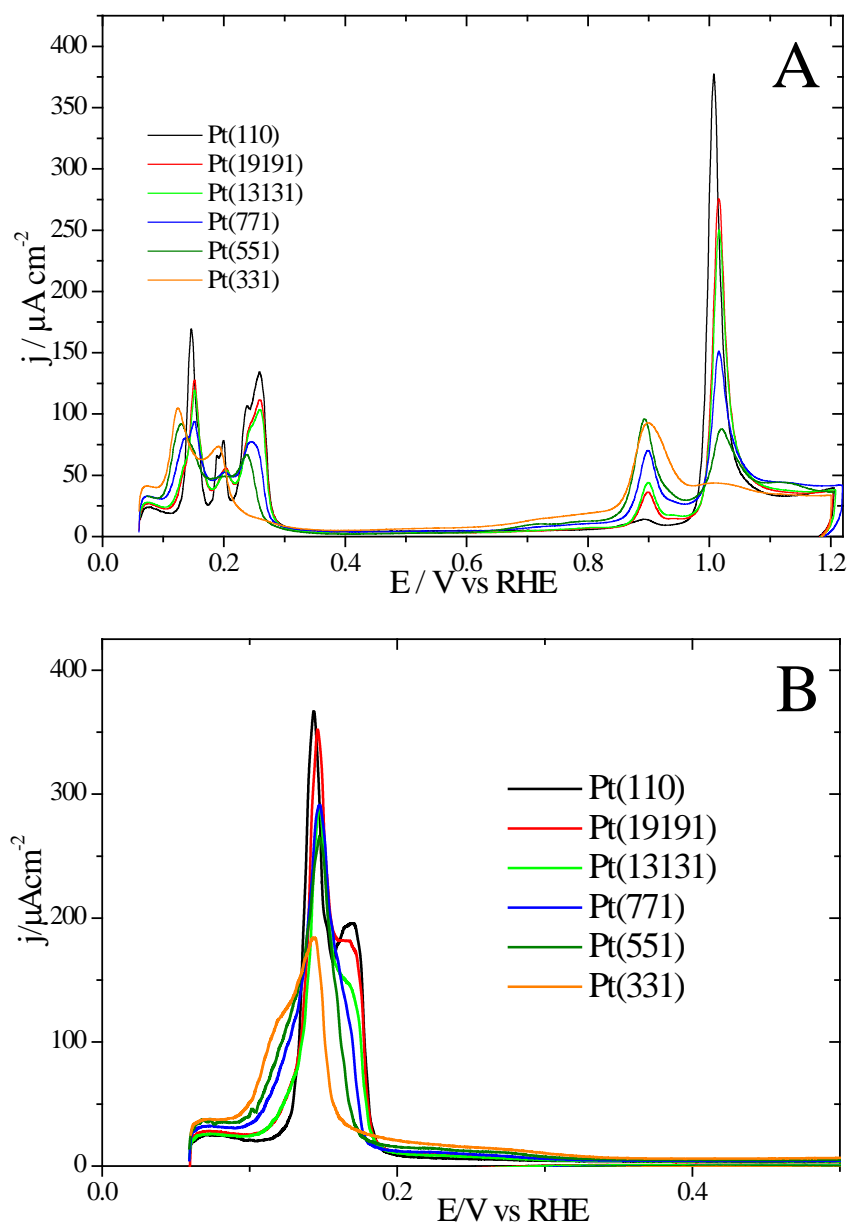 A
400
350
300
250
200
150
100
50
0
j / µA cm-2
Pt(110)
Pt(19191)
Pt(13131)
Pt(771)
Pt(551)
Pt(331)
0.0 0.2 0.4 0.6 0.8 1.0 1.2
E / V vs RHE
B
400
300
200
100
0
j/µAcm-2
Pt(110)
Pt(19191)
Pt(13131)
Pt(771)
Pt(551)
Pt(331)
0.0 0.2 0.4
E/V vs RHE